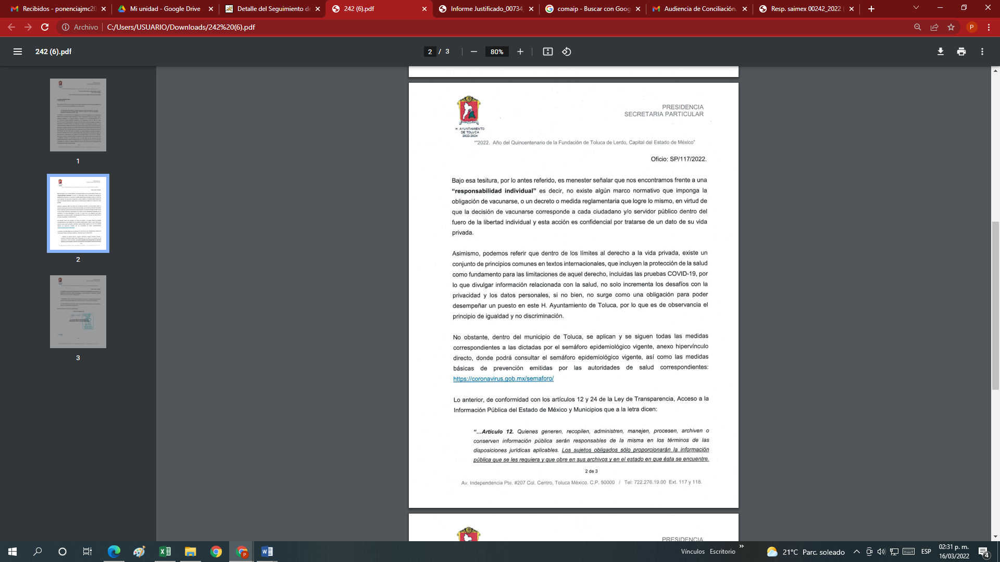 Recibidos - ponenciajmc20
Mi unidad - Google Drive
Detalle del Seguimiento de
242 (6).pdf
Informe Justificado_00734_
comaip - Buscar con Goog
Audiencia de Conciliación.
Resp. saimex 00242_2022 (
Archivo
C:/Users/USUARIO/Downloads/242%20(6).pdf
P
242 (6).pdf
2 / 3
80%
1
2
3
H. AYUNTAMIENTO
DE TOLUCA
2022-2024
PRESIDENCIA
SECRETARIA PARTICULAR
"“2022. Año del Quincentenario de la Fundación de Toluca de Lerdo, Capital del Estado de México”
Oficio: SP/117/2022.
Bajo esa tesitura, por lo antes referido, es menester señalar que nos encontramos frente a una
“responsabilidad individual” es decir, no existe algún marco normativo que imponga la
obligación de vacunarse, o un decreto o medida reglamentaria que logre lo mismo, en virtud de
que la decisión de vacunarse corresponde a cada ciudadano y/o servidor público dentro del
fuero de la libertad individual y esta acción es confidencial por tratarse de un dato de su vida
privada.
Asimismo, podemos referir que dentro de los límites al derecho a la vida privada, existe un
conjunto de principios comunes en textos internacionales, que incluyen la protección de la salud
como fundamento para las limitaciones de aquel derecho, incluidas las pruebas COVID-19, por
lo que divulgar información relacionada con la salud, no solo incrementa los desafíos con la
privacidad y los datos personales, si no bien, no surge como una obligación para poder
desempeñar un puesto en este H. Ayuntamiento de Toluca, por lo que es de observancia el
principio de igualdad y no discriminación.
No obstante, dentro del municipio de Toluca, se aplican y se siguen todas las medidas
correspondientes a las dictadas por el semáforo epidemiológico vigente, anexo hipervínculo
directo, donde podrá consultar el semáforo epidemiológico vigente, así como las medidas
básicas de prevención emitidas por las autoridades de salud correspondientes:
https://coronavirus.gob.mx/semaforo/
Lo anterior, de conformidad con los artículos 12 y 24 de la Ley de Transparencia, Acceso a la
Información Pública del Estado de México y Municipios que a la letra dicen:
“...Artículo 12. Quienes generen, recopilen, administren, manejen, procesen, archiven o
conserven información pública serán responsables de la misma en los términos de las
disposiciones jurídicas aplicables. Los sujetos obligados sólo proporcionarán la información
pública que se les requiera y que obre en sus archivos y en el estado en que ésta se encuentre.
2 de 3
Av. Independencia Pte. #207 Col. Centro, Toluca México. C.P. 50000 / Tel: 722.276.19.00 Ext. 117 y 118.
PRESIDENCIA
Vínculos
Escritorio
»
21°C Parc. soleado
ESP
02:31 p. m.
16/03/2022
4